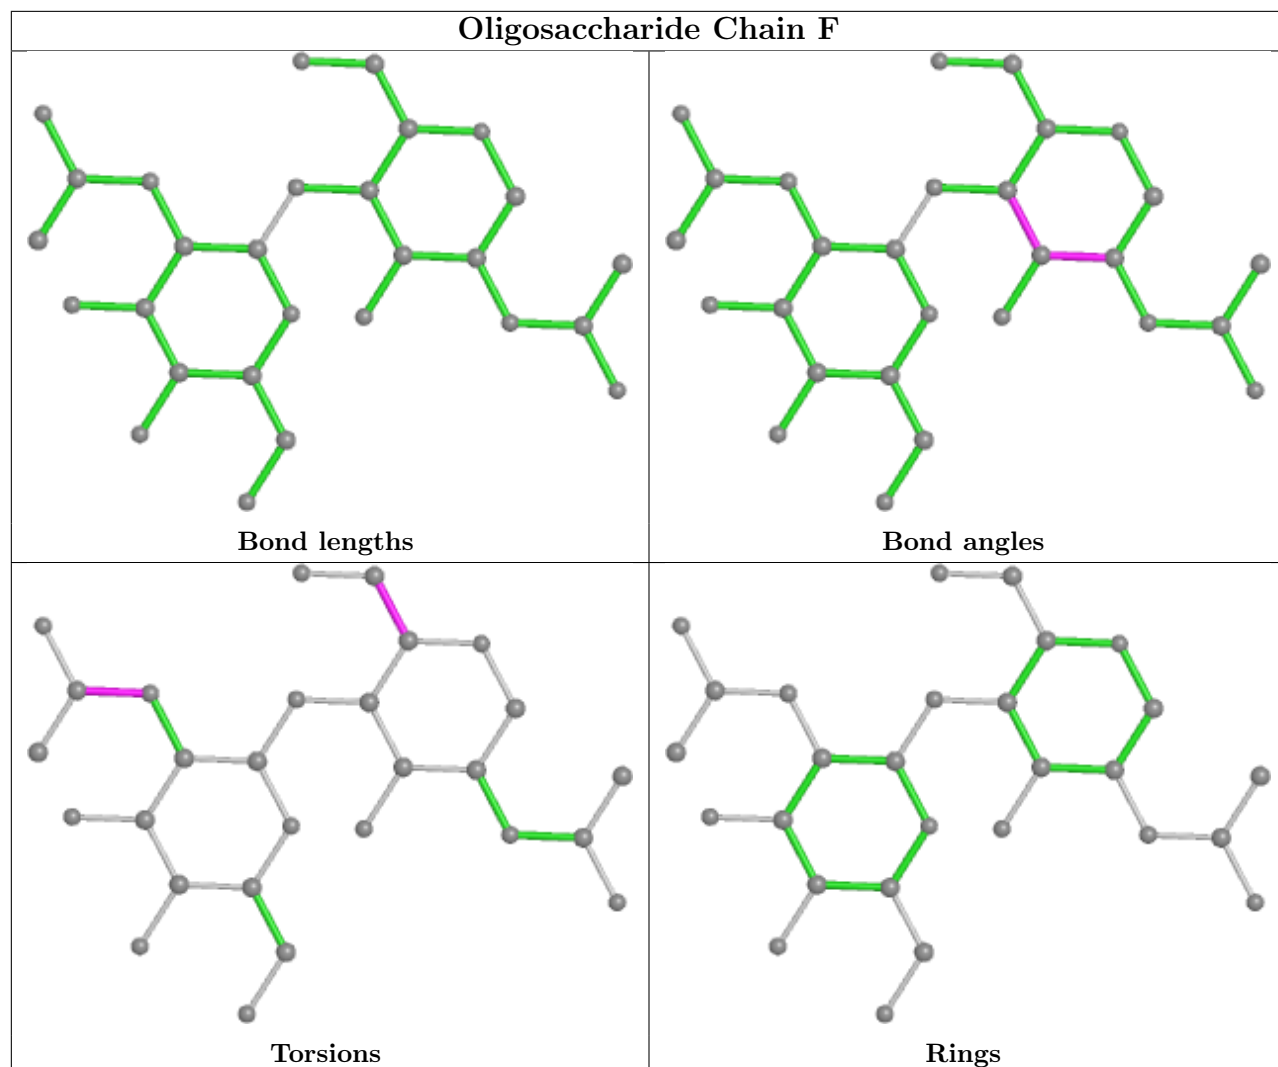 Oligosaccharide Chain F
Bond lengths
Bond angles
Torsions
Rings